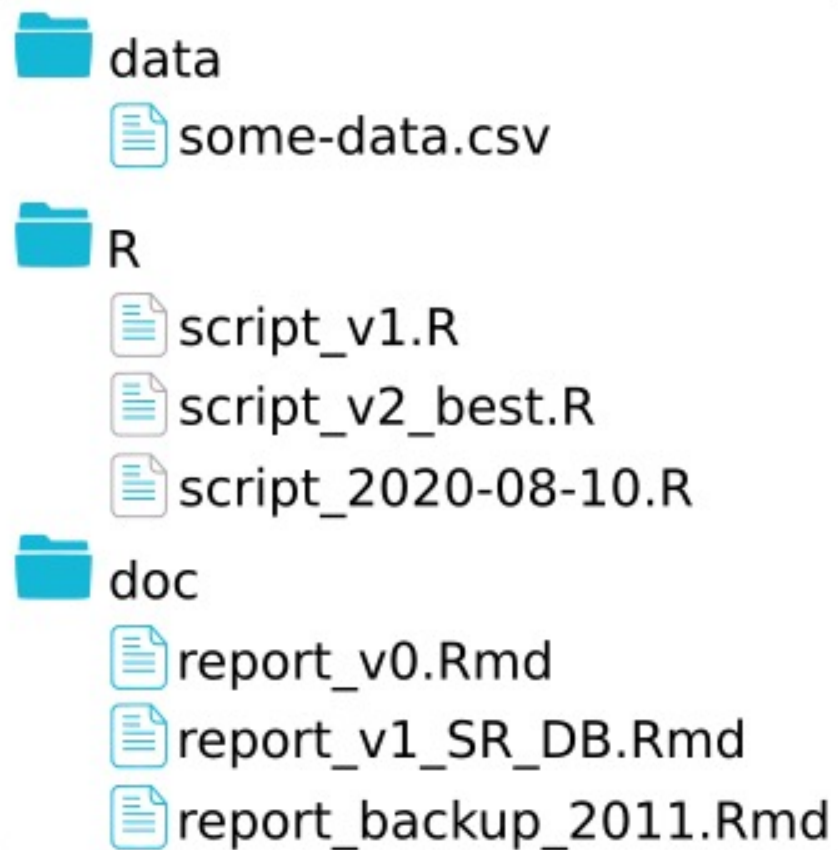 data
some-data.csv
R
script_v1.R
script_v2_best.R
script_2020-08-10.R
doc
report_v0.Rmd
report_v1_SR_DB.Rmd
report_backup_2011.Rmd